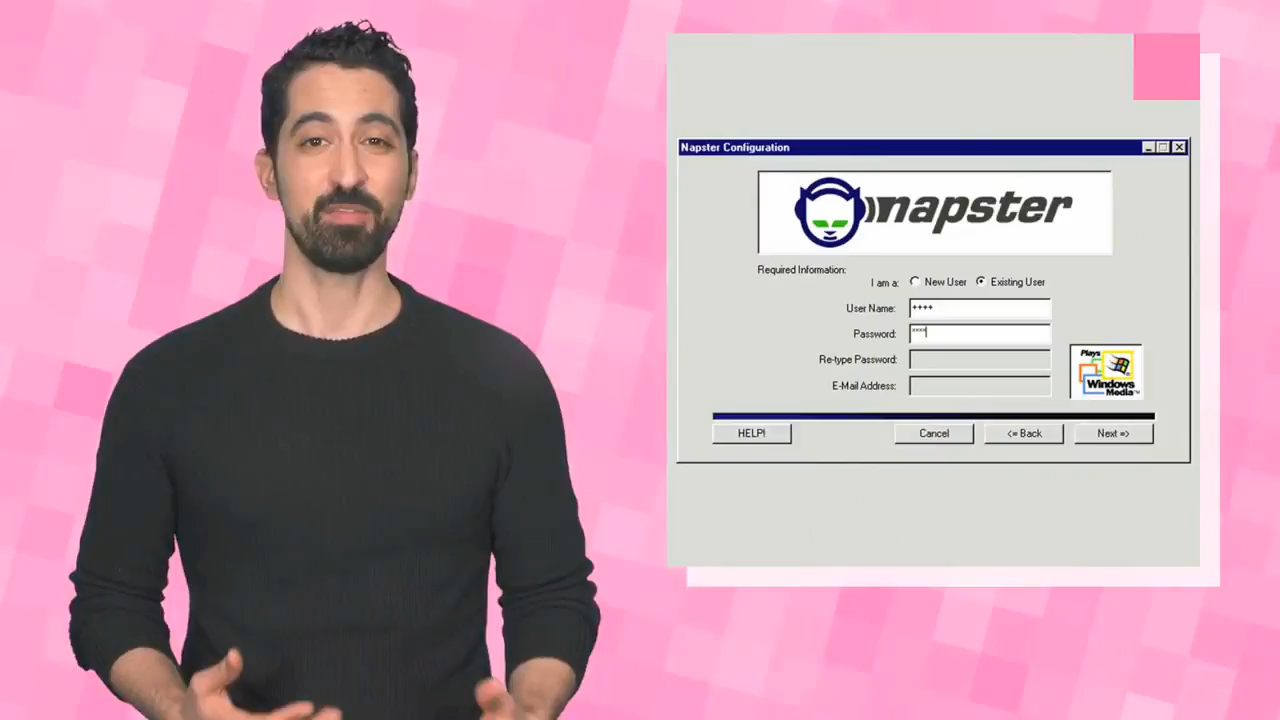 Napster Configuration
napster
Required Information:
I am a: New User Existing User
User Name: ++++
Password: ****
Re-type Password:
E-Mail Address:
Plays
Windows
Media™
HELP! Cancel <= Back Next =>